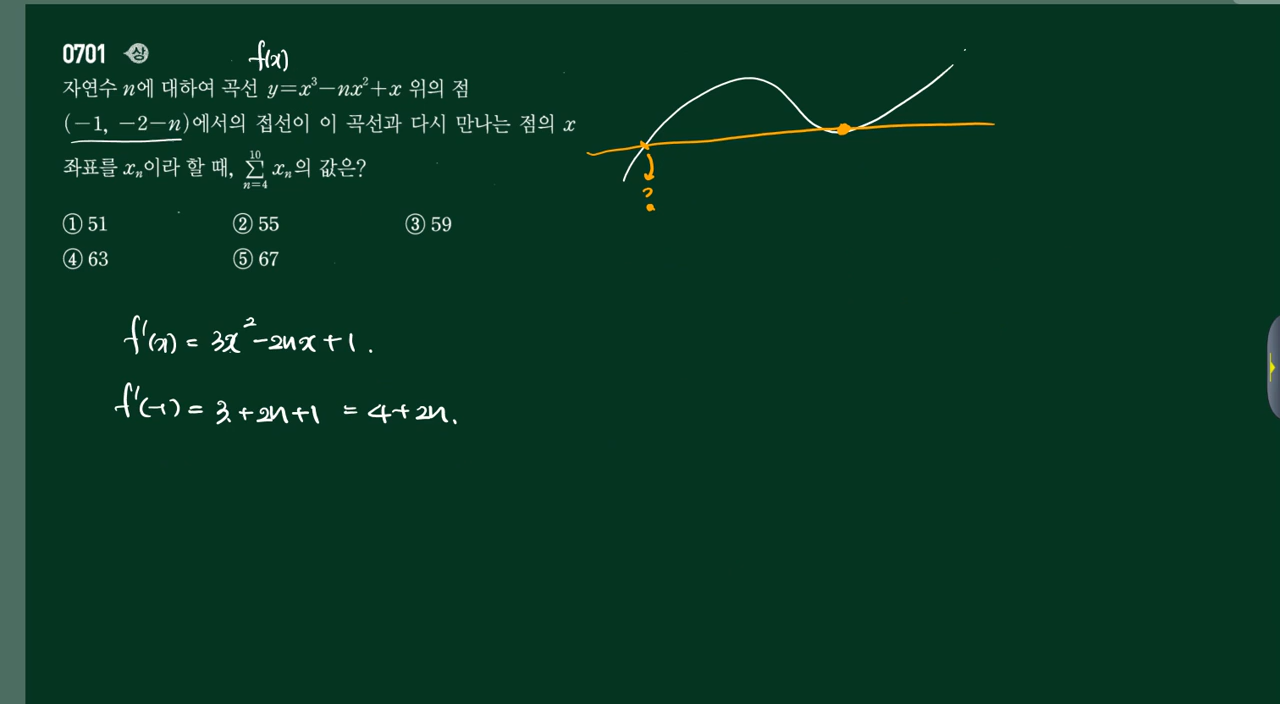 0701 상
f(x)
자연수 n에 대하여 곡선 y=x³-nx²+x 위의 점
(-1, -2-n)에서의 접선이 이 곡선과 다시 만나는 점의 x
좌표를 xₙ이라 할 때, ∑ₙ₌₄¹⁰ xₙ의 값은?
① 51 ② 55 ③ 59
④ 63 ⑤ 67
?
f'(x) = 3x²-2nx+1.
f'(-1) = 3+2n+1 = 4+2n.